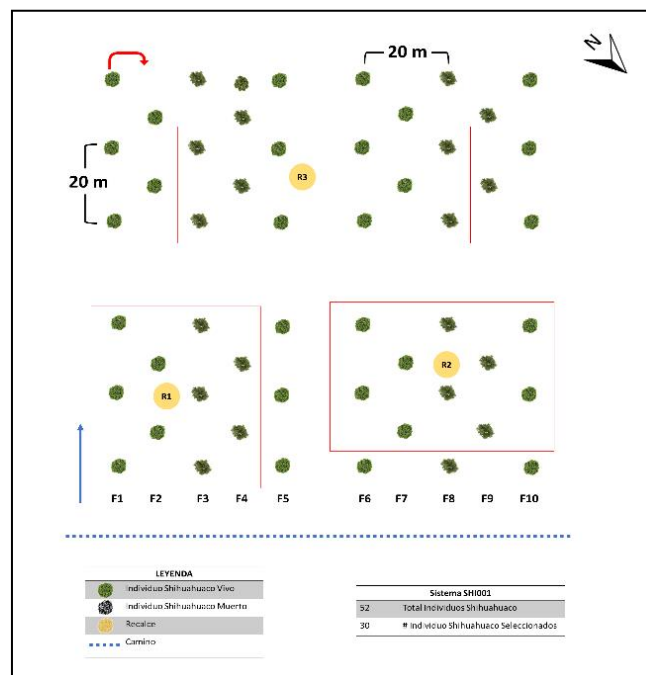 N
20 m
R3
20 m
R1
R2
F1 F2 F3 F4 F5 F6 F7 F8 F9 F10
LEYENDA
Individuo Shihuahuaco Vivo
Individuo Shihuahuaco Muerto
Recalce
Camino
Sistema SHI001
52 Total Individuos Shihuahuaco
30 # Individuo Shihuahuaco Seleccionados